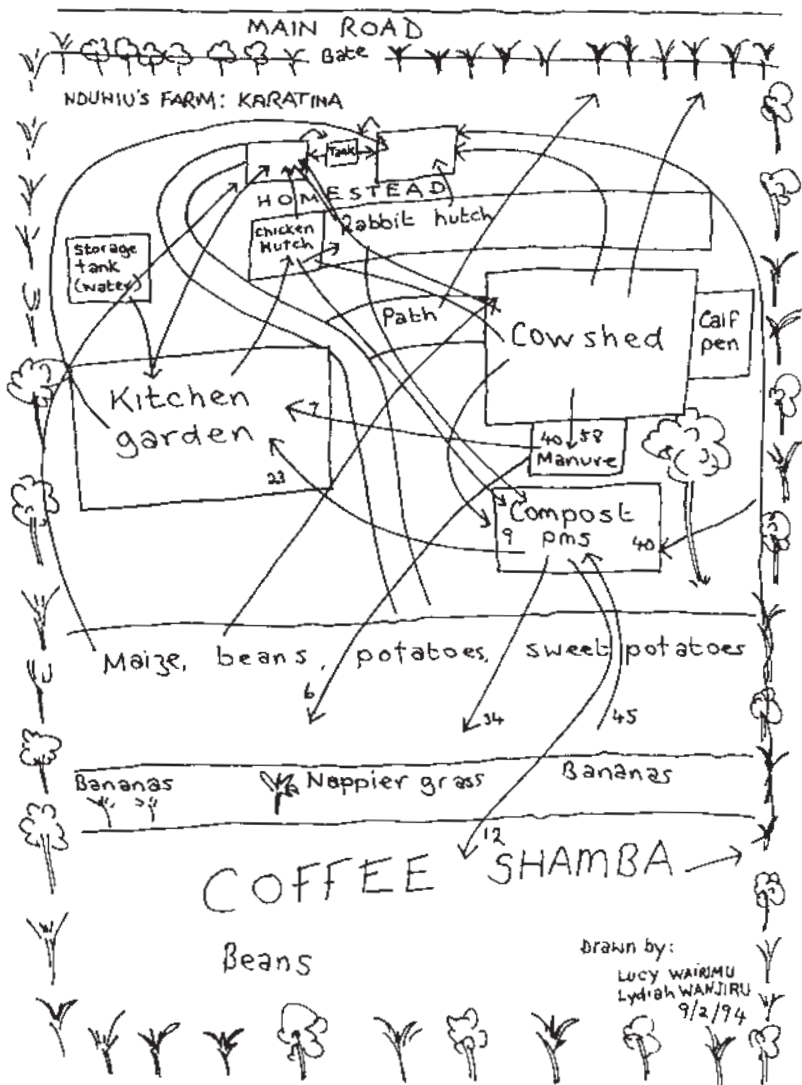 MAIN ROAD
Gate
NDUHIU'S FARM: KARATINA
Tank
HOMESTEAD
Chicken
Hutch
Rabbit hutch
Storage
tank
(water)
Path
Cowshed
Calf
pen
Kitchen
garden
7
23
40 58
Manure
Compost
9 pms 40
Maize, beans, potatoes, sweet potatoes
6
34
45
Bananas
Nappier grass
Bananas
12
COFFEE SHAMBA
Beans
Drawn by:
LUCY WAIRIMU
Lydiah WANJIRU
9/2/94